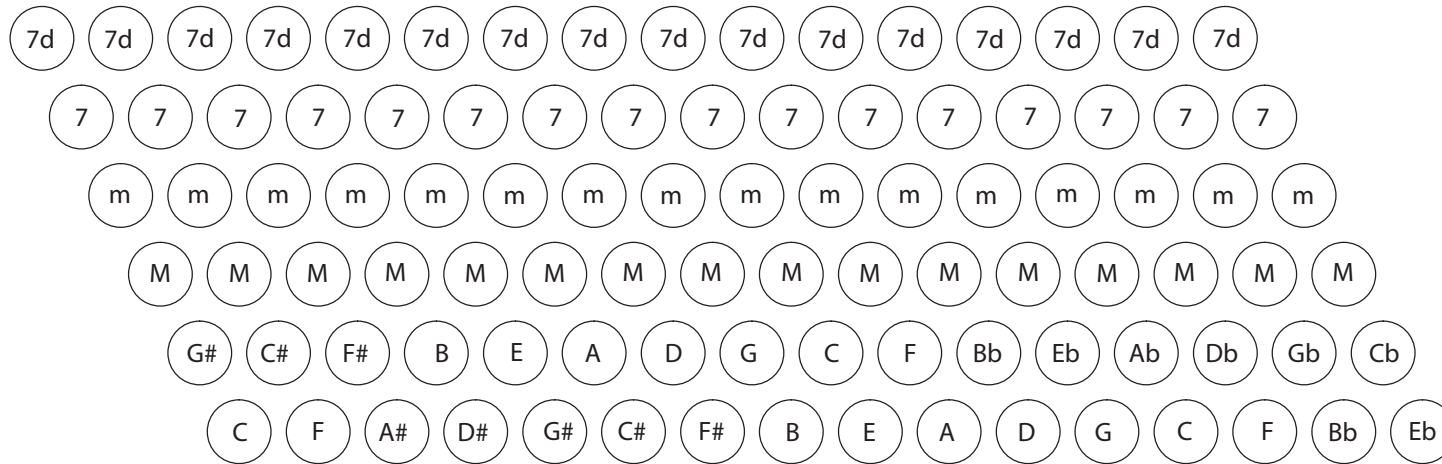 7d 7d 7d 7d 7d 7d 7d 7d 7d 7d 7d 7d 7d 7d 7d 7d
7 7 7 7 7 7 7 7 7 7 7 7 7 7 7 7
m m m m m m m m m m m m m m m m
M M M M M M M M M M M M M M M M
G# C# F# B E A D G C F Bb Eb Ab Db Gb Cb
C F A# D# G# C# F# B E A D G C F Bb Eb